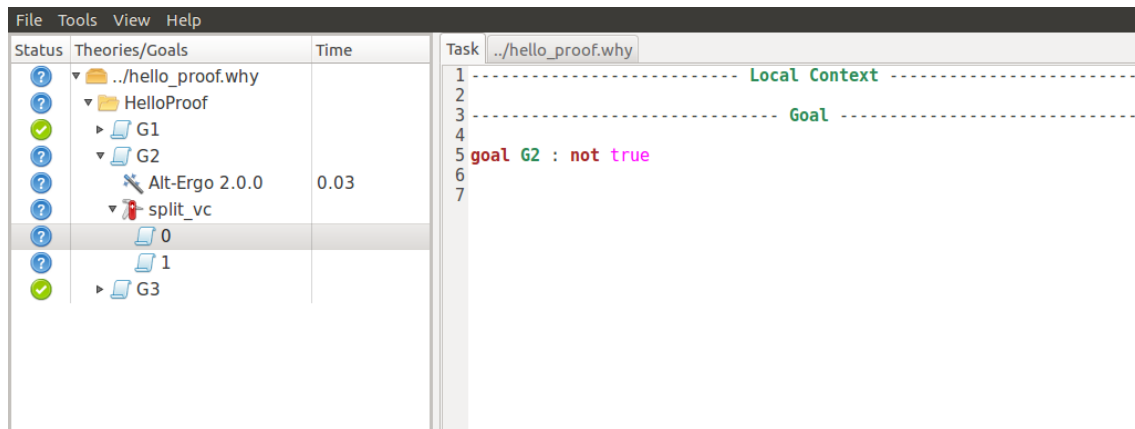 File Tools View Help
Status Theories/Goals Time
../hello_proof.why
HelloProof
G1
G2
Alt-Ergo 2.0.0 0.03
split_vc
0
1
G3
Task ../hello_proof.why
1 --------------------------- Local Context -------------------------
2
3 ------------------------------- Goal ------------------------------
4
5 goal G2 : not true
6
7